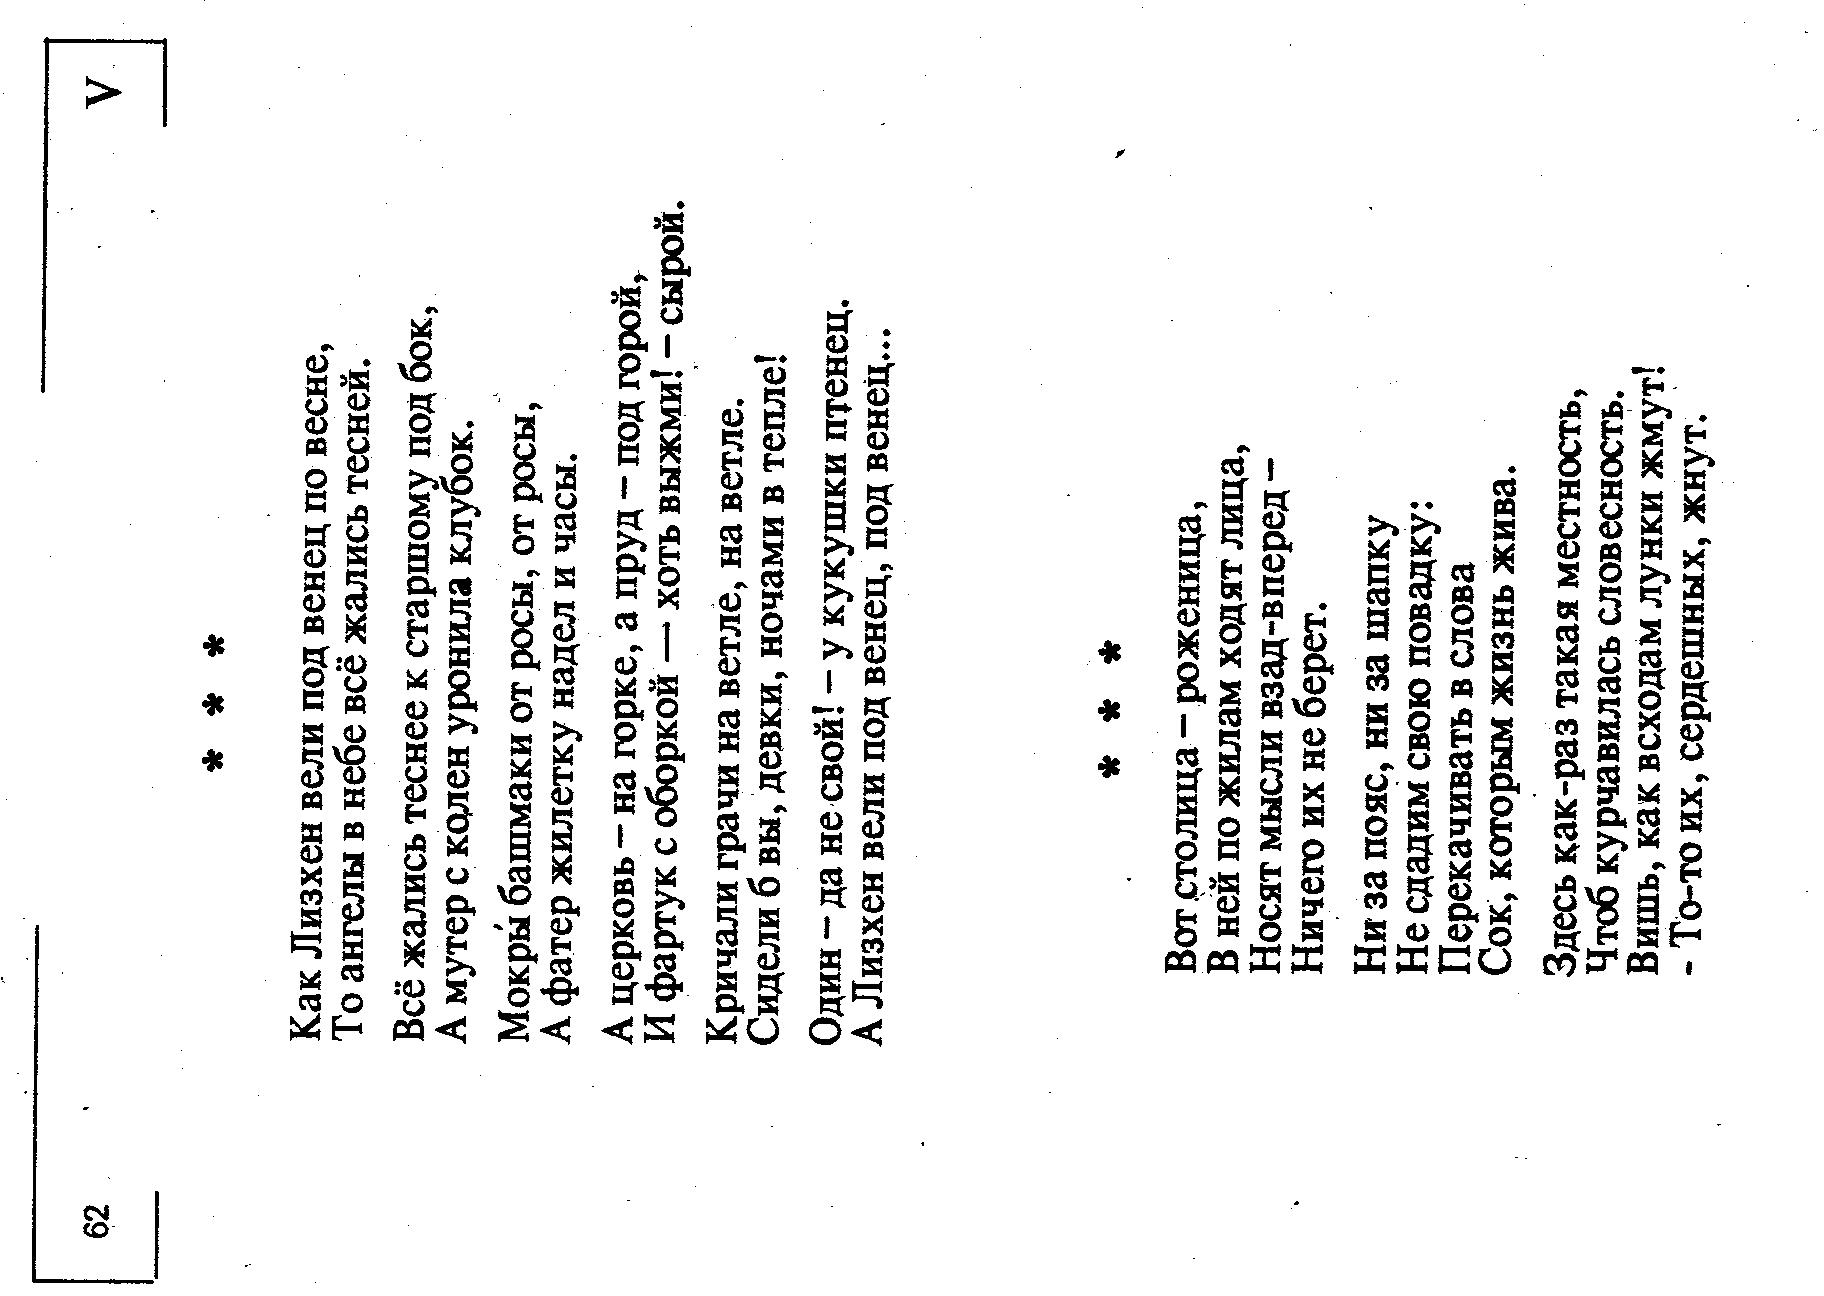 62
V
* * *
Как Лизхен вели под венец по весне,
То ангелы в небе всё жались тесней.
Всё жались теснее к старшому под бок,
А мутер с колен уронила клубок.
Мокры́ башмаки от росы, от росы,
А фатер жилетку надел и часы.
А церковь – на горке, а пруд – под горой,
И фартук с оборкой — хоть выжми! – сырой.
Кричали грачи на ветле, на ветле.
Сидели б вы, девки, ночами в тепле!
Один – да не свой! – у кукушки птенец.
А Лизхен вели под венец, под венец...
* * *
Вот столица – роженица,
В ней по жилам ходят лица,
Носят мысли взад-вперед –
Ничего их не берет.
Ни за пояс, ни за шапку
Не сдадим свою повадку:
Перекачивать в слова
Сок, которым жизнь жива.
Здесь как-раз такая местность,
Чтоб курчавилась словесность.
Вишь, как всходам лунки жмут!
- То-то их, сердешных, жнут.